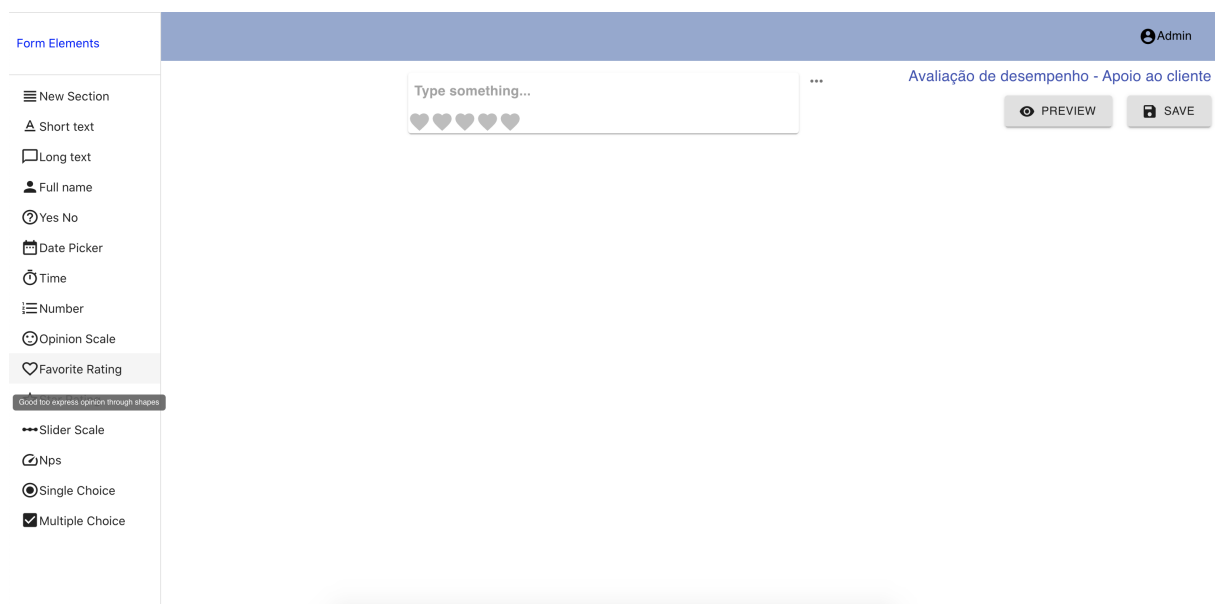 Form Elements
Admin
New Section
Short text
Long text
Full name
Yes No
Date Picker
Time
Number
Opinion Scale
Favorite Rating
Good too express opinion through shapes
Slider Scale
Nps
Single Choice
Multiple Choice
Type something...
Avaliação de desempenho - Apoio ao cliente
PREVIEW
SAVE